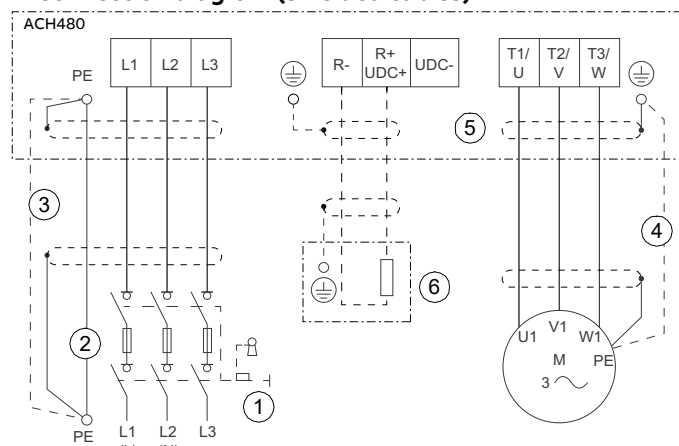 ACH480
PE L1 L2 L3
R- R+ UDC+ UDC-
T1/ U T2/ V T3/ W
5
3
4
6
2
U1 V1 W1
M PE
3
1
PE L1 L2 L3